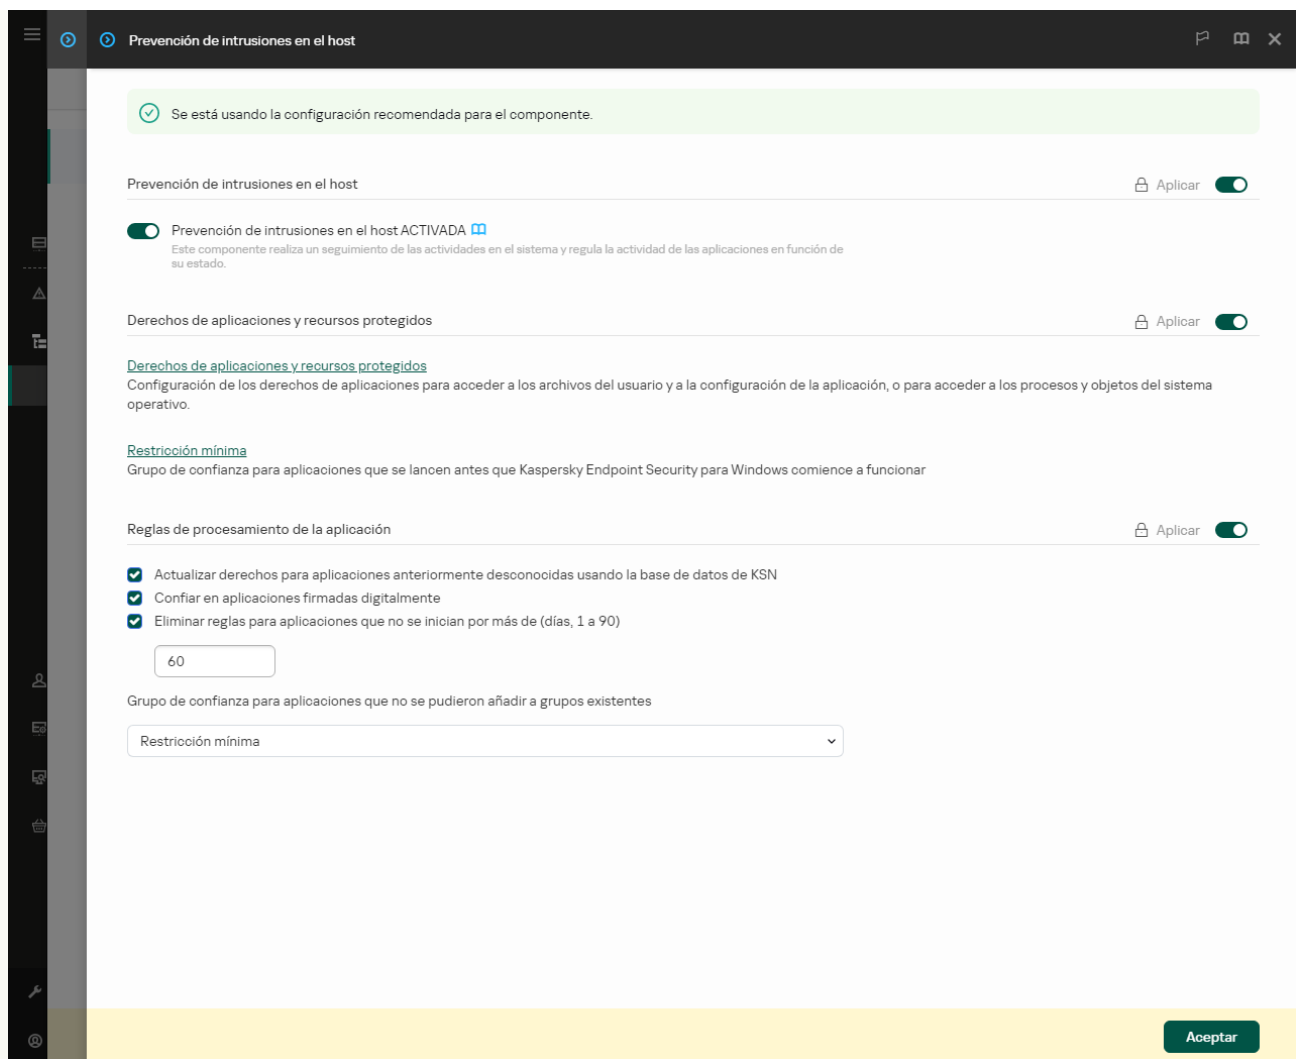 Prevención de intrusiones en el host
Se está usando la configuración recomendada para el componente.
Prevención de intrusiones en el host
Aplicar
Prevención de intrusiones en el host ACTIVADA
Este componente realiza un seguimiento de las actividades en el sistema y regula la actividad de las aplicaciones en función de
su estado.
Derechos de aplicaciones y recursos protegidos
Aplicar
Derechos de aplicaciones y recursos protegidos
Configuración de los derechos de aplicaciones para acceder a los archivos del usuario y a la configuración de la aplicación, o para acceder a los procesos y objetos del sistema
operativo.
Restricción mínima
Grupo de confianza para aplicaciones que se lancen antes que Kaspersky Endpoint Security para Windows comience a funcionar
Reglas de procesamiento de la aplicación
Aplicar
Actualizar derechos para aplicaciones anteriormente desconocidas usando la base de datos de KSN
Confiar en aplicaciones firmadas digitalmente
Eliminar reglas para aplicaciones que no se inician por más de (días, 1 a 90)
60
Grupo de confianza para aplicaciones que no se pudieron añadir a grupos existentes
Restricción mínima
Aceptar